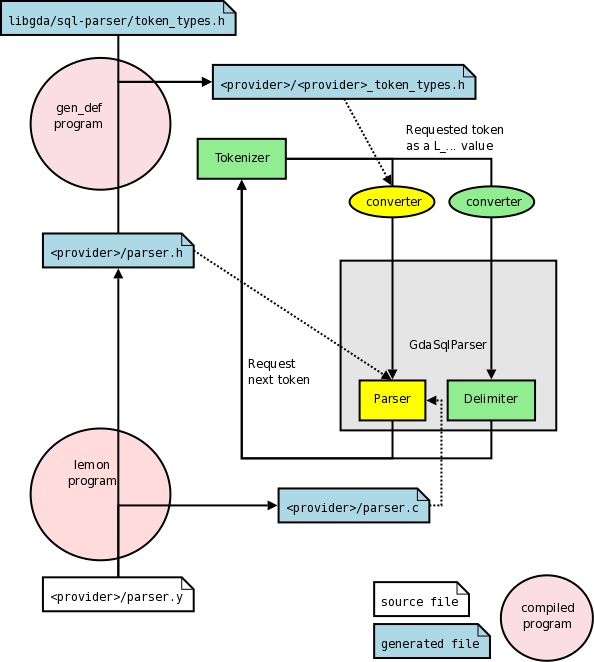 libgda/sql-parser/token_types.h
gen_def
program
<provider>/<provider>_token_types.h
Requested token
as a L_... value
Tokenizer
converter
converter
<provider>/parser.h
GdaSqlParser
Request
next token
Parser
Delimiter
lemon
program
<provider>/parser.c
<provider>/parser.y
source file
generated file
compiled
program